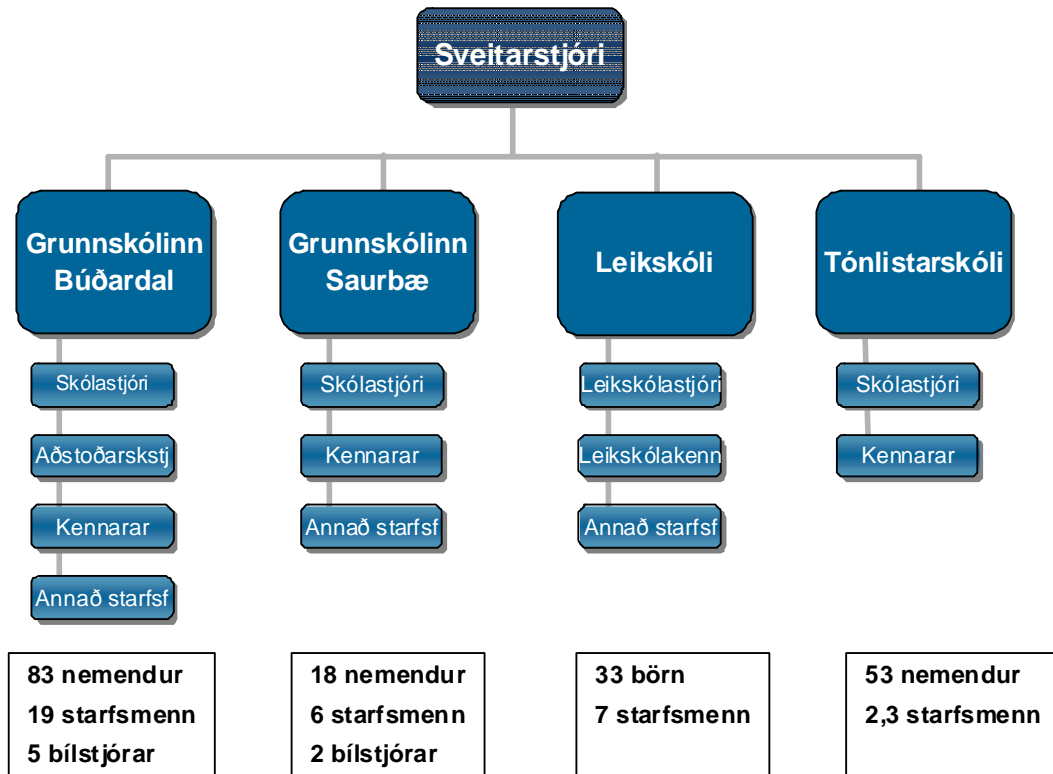 Sveitarstjóri
Grunnskólinn
Búðardal
Grunnskólinn
Saurbæ
Leikskóli
Tónlistarskóli
Skólastjóri
Aðstoðarskstj
Kennarar
Annað starfsf
Skólastjóri
Kennarar
Annað starfsf
Leikskólastjóri
Leikskólakenn
Annað starfsf
Skólastjóri
Kennarar
83 nemendur
19 starfsmenn
5 bílstjórar
18 nemendur
6 starfsmenn
2 bílstjórar
33 börn
7 starfsmenn
53 nemendur
2,3 starfsmenn